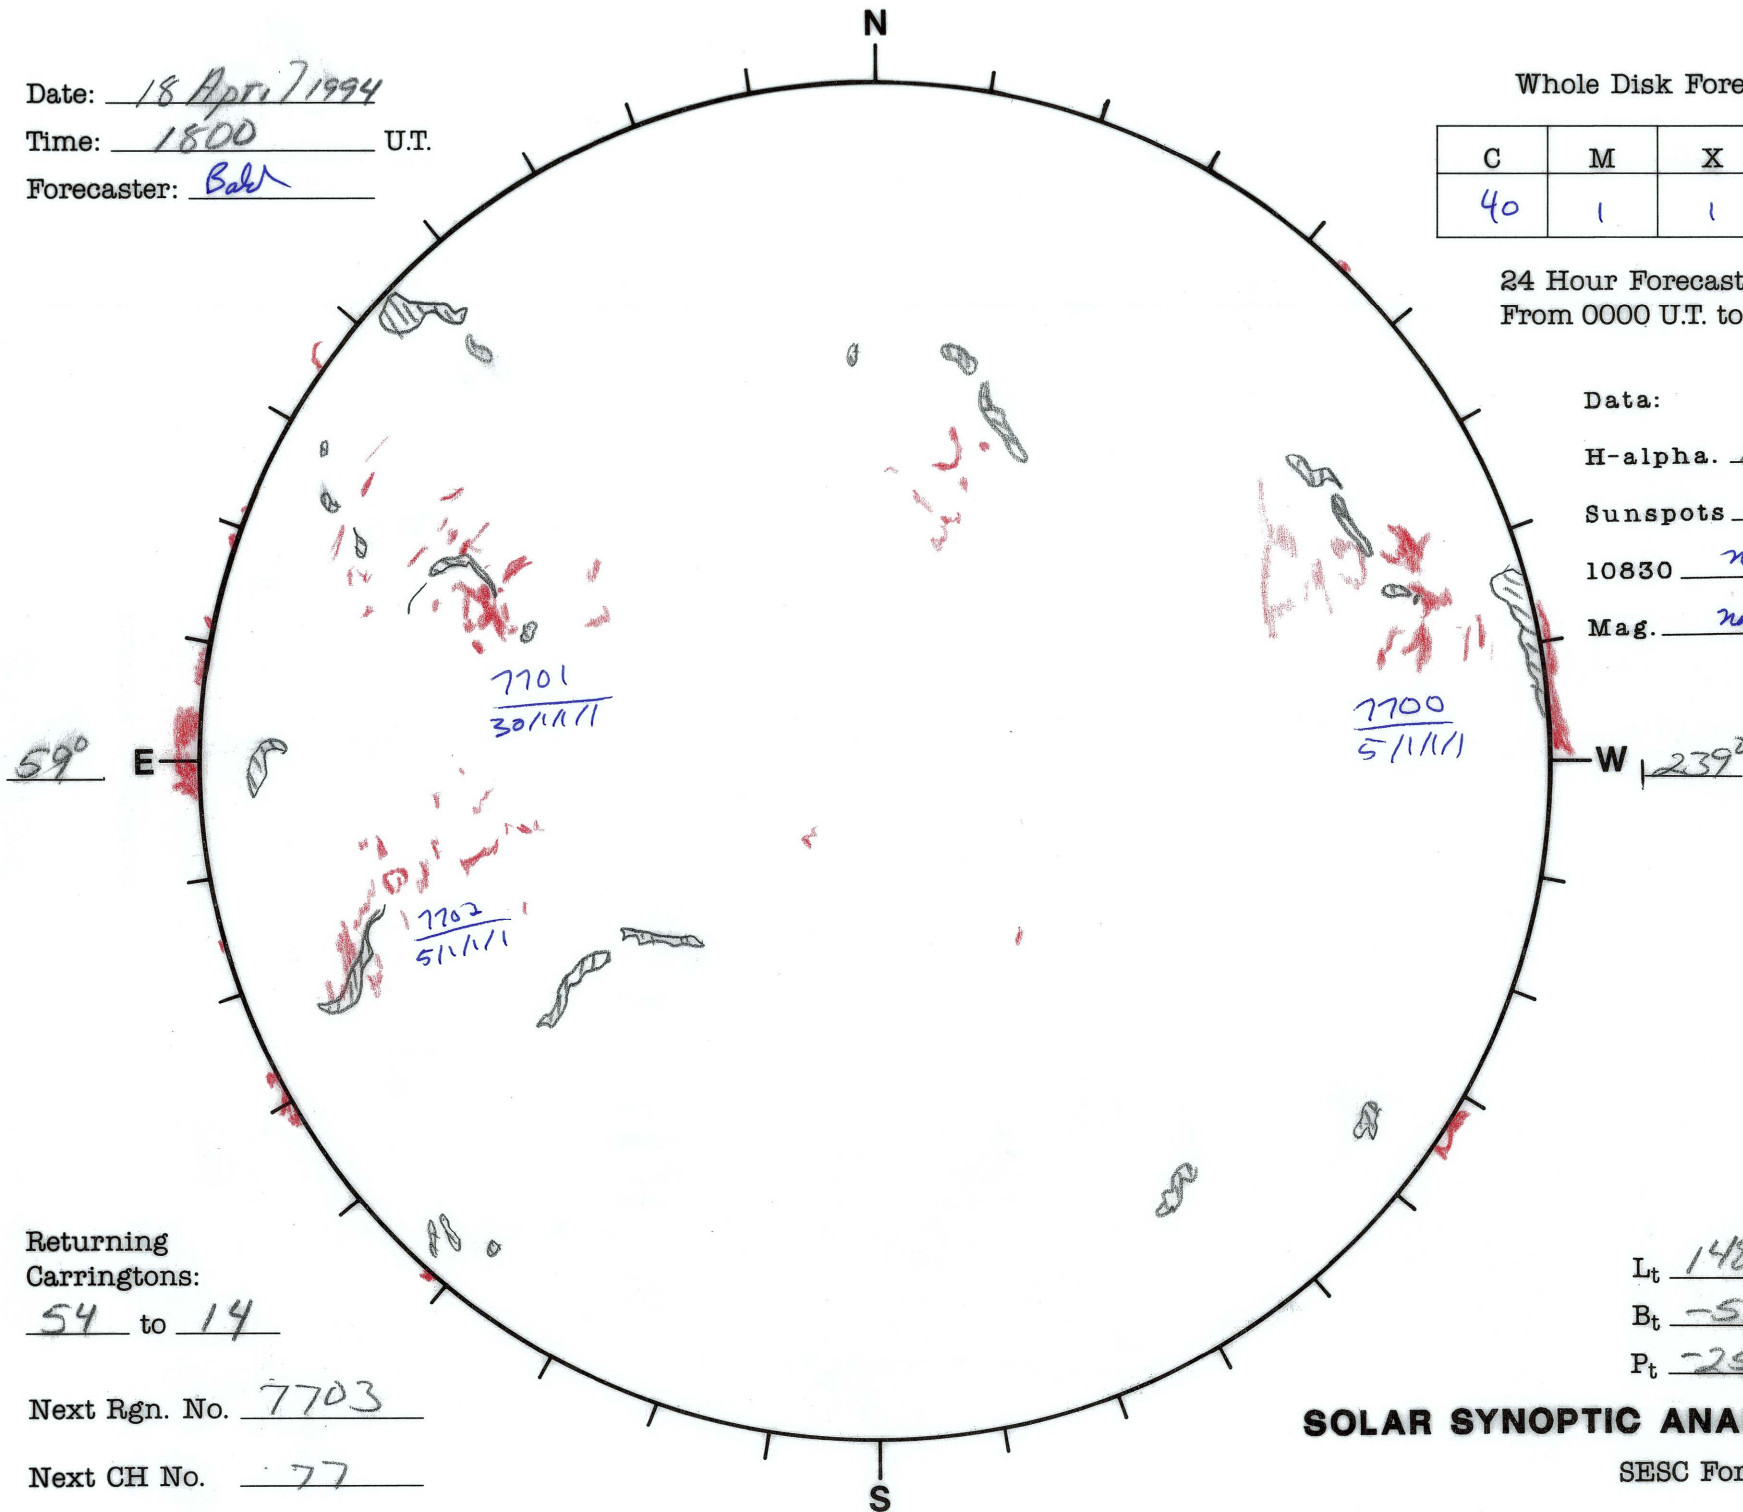 N
Date: 18 April 1994
Time: 1800 U.T.
Forecaster:
Whole Disk Fore
C M X
40 1 1
24 Hour Forecast
From 0000 U.T. to
Data:
H-alpha.
Sunspots
10830
Mag.
7701
30/1/1/1
7700
5/1/1/1
59° E
W 239°
7702
5/1/1/1
Returning
Carringtons:
54 to 14
Next Rgn. No. 7703
Next CH No. 77
Lt 148
Bt -5
Pt -25
SOLAR SYNOPTIC ANA
SESC For
S